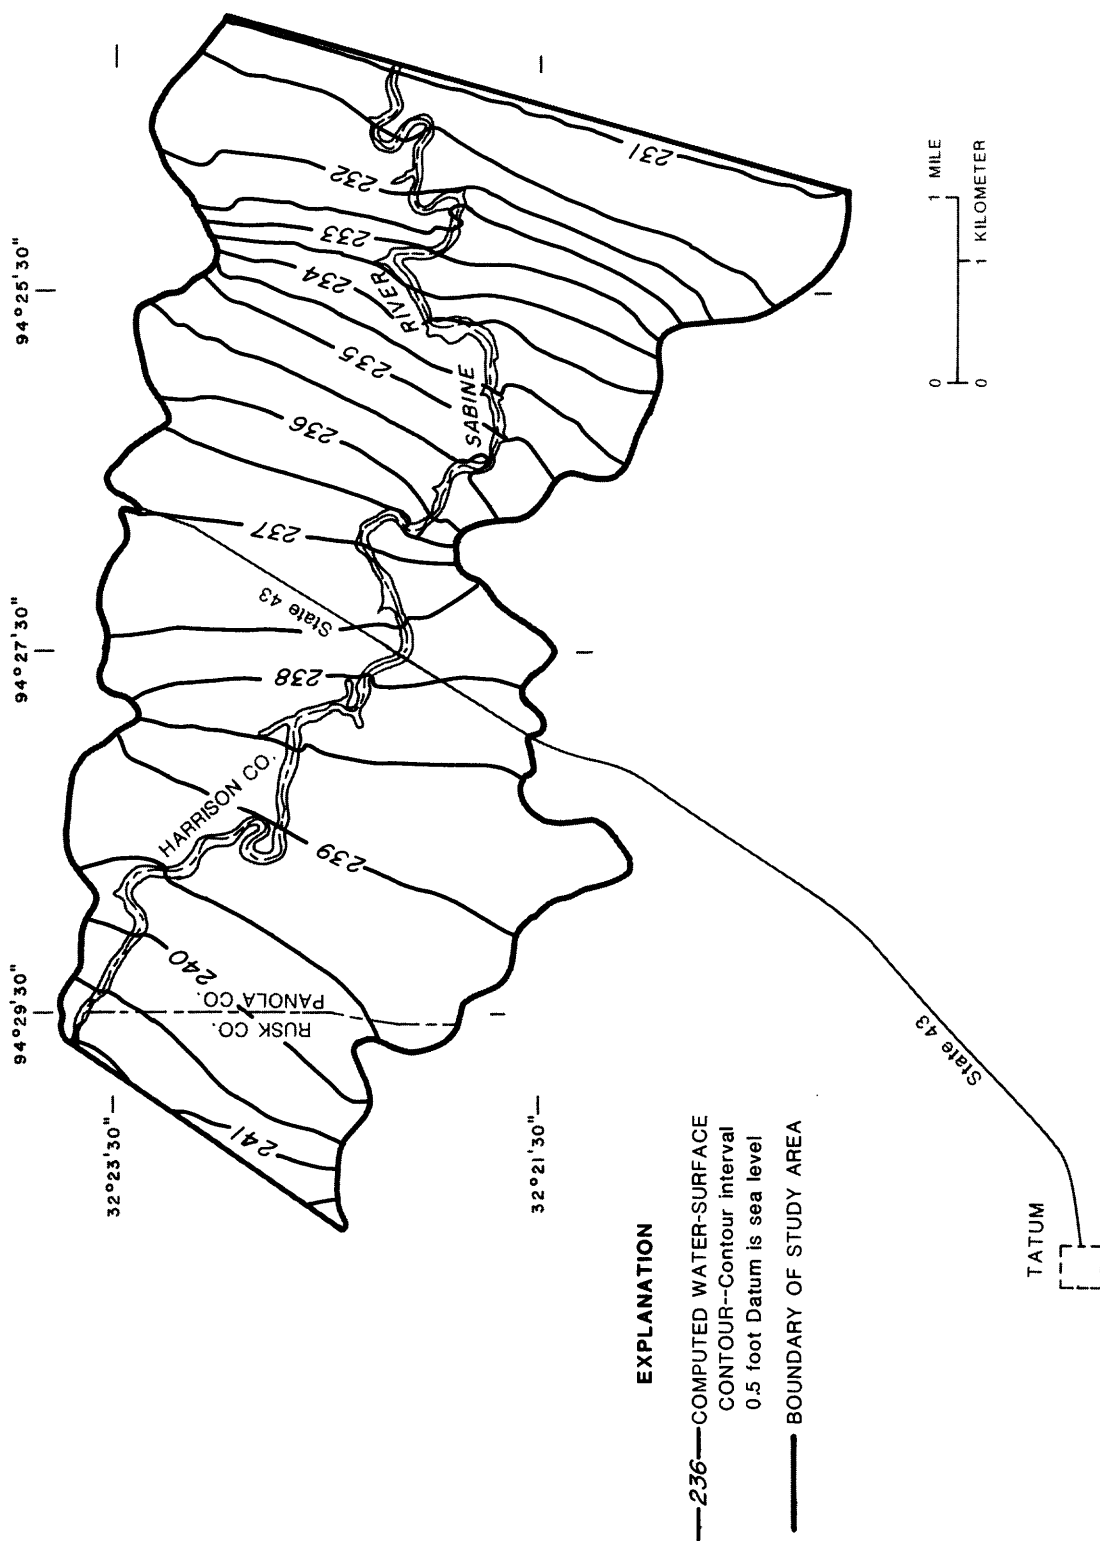 94°29'30"
94°27'30"
94°25'30"
32°23'30"
32°21'30"
HARRISON CO.
RUSK CO.
PANOLA CO.
State 43
State 43
SABINE
RIVER
241
240
239
238
237
236
235
234
233
232
231
TATUM
0
1 MILE
0
1 KILOMETER
EXPLANATION
236 COMPUTED WATER-SURFACE
CONTOUR--Contour interval
0.5 foot Datum is sea level
BOUNDARY OF STUDY AREA